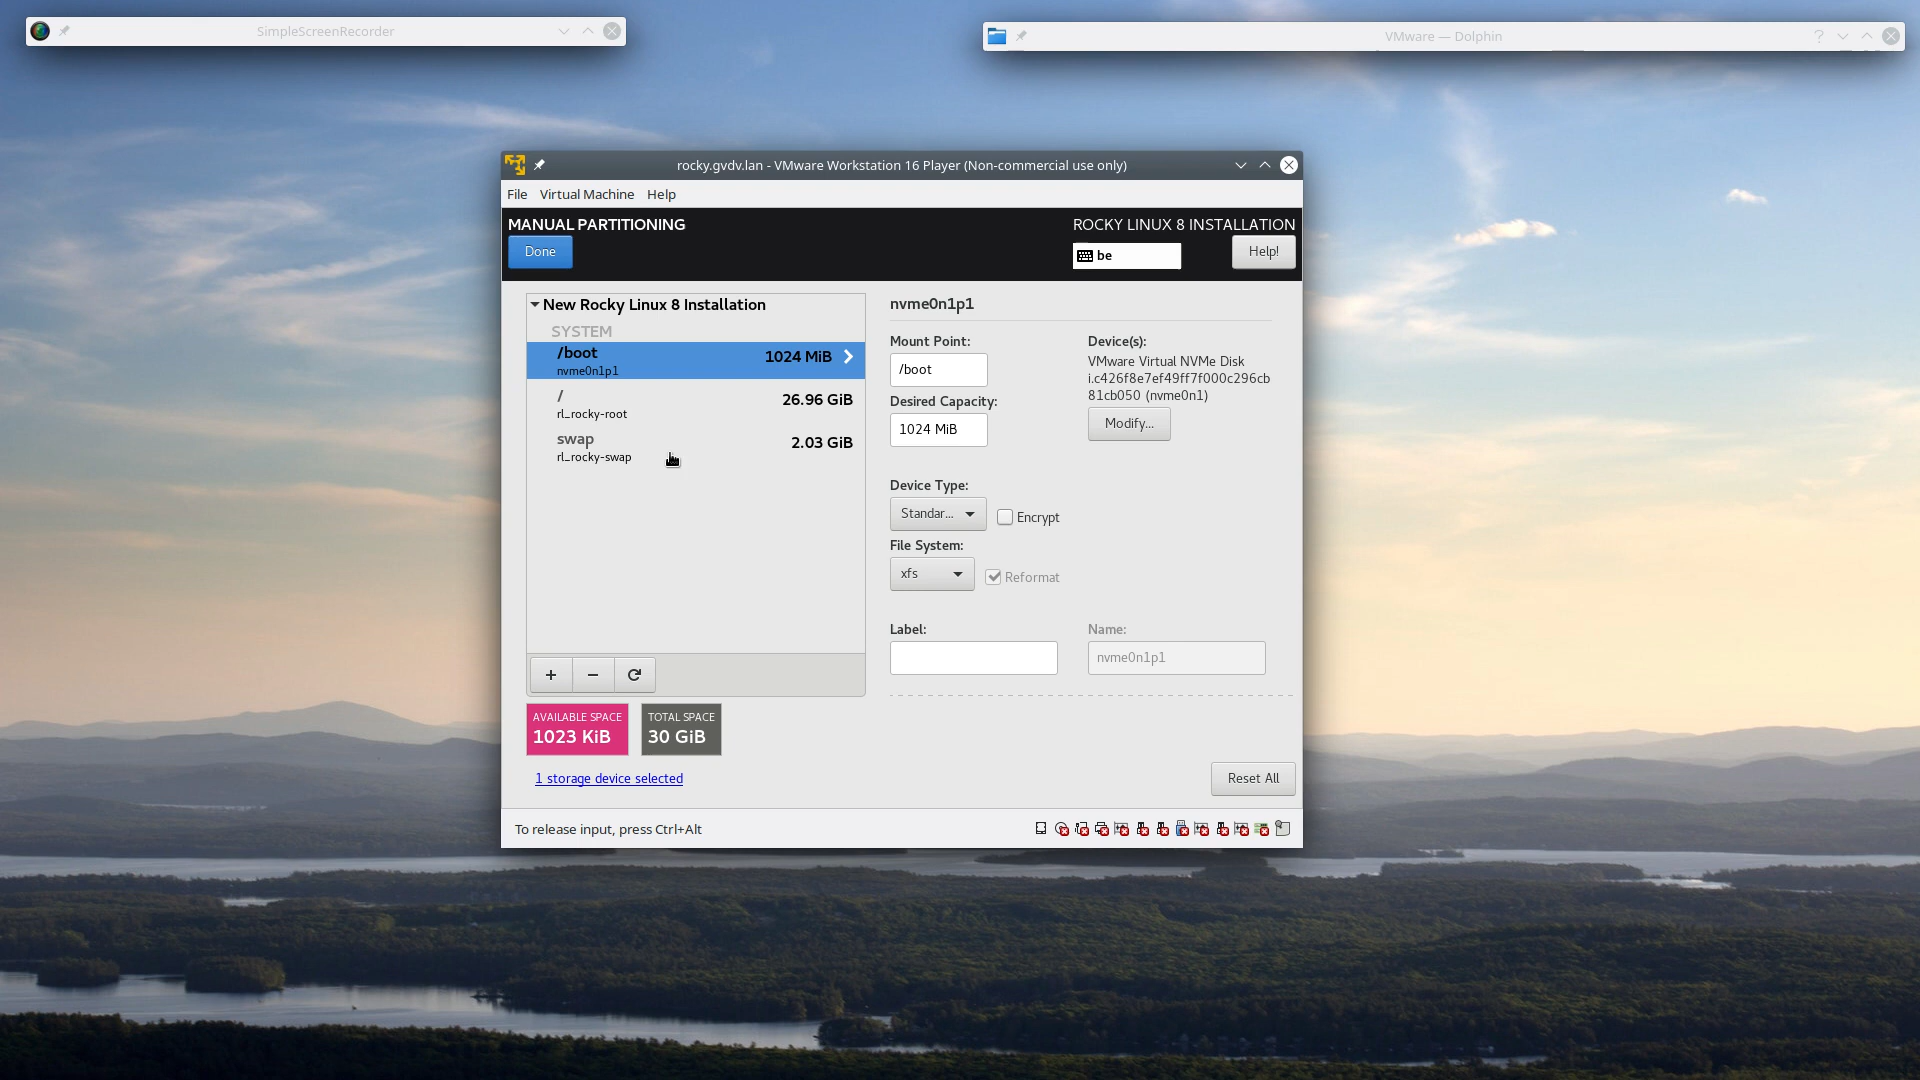 SimpleScreenRecorder
VMware — Dolphin
?
rocky.gvdv.lan - VMware Workstation 16 Player (Non-commercial use only)
File Virtual Machine Help
MANUAL PARTITIONING
ROCKY LINUX 8 INSTALLATION
Done
be
Help!
New Rocky Linux 8 Installation
SYSTEM
/boot
1024 MiB
nvme0n1p1
/
26.96 GiB
rl_rocky-root
swap
2.03 GiB
rl_rocky-swap
+
-
AVAILABLE SPACE
1023 KiB
TOTAL SPACE
30 GiB
1 storage device selected
nvme0n1p1
Mount Point:
/boot
Desired Capacity:
1024 MiB
Device(s):
VMware Virtual NVMe Disk
i.c426f8e7ef49ff7f000c296cb
81cb050 (nvme0n1)
Modify...
Device Type:
Standar...
Encrypt
File System:
xfs
Reformat
Label:
Name:
nvme0n1p1
Reset All
To release input, press Ctrl+Alt